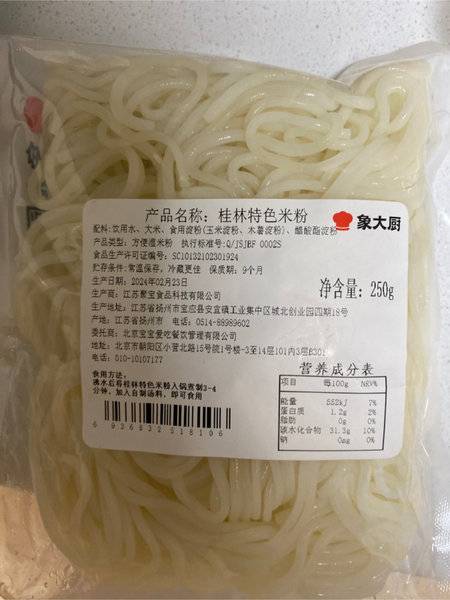 产品名称：桂林特色米粉
象大厨
配料：饮用水、大米、食用淀粉（玉米淀粉、木薯淀粉）、醋酸酯淀粉
产品类型：方便湿米粉 执行标准号：Q/JSJBF 0002S
食品生产许可证编号：SC10132102301924
贮存条件：常温保存，冷藏更佳 保质期：9个月
净含量：250g
生产日期：2024年02月23日
生产商：江苏聚宝食品科技有限公司
地址：江苏省扬州市宝应县安宜镇工业集中区城北创业园四期18号
产地：江苏省扬州市 电话：0514-88989602
委托商：北京宝宝爱吃餐饮管理有限公司
地址：北京市朝阳区小营北路15号院1号楼-3至14层101内3层B301
电话：010-10107177
食用方法：
沸水后将桂林特色米粉入锅煮制3-4
分钟，加入自制汤料，即可食用
6 926832 518106
营养成分表
项目 每100g NRV%
能量 552kJ 7%
蛋白质 1.2g 2%
脂肪 0g 0%
碳水化合物 31.3g 10%
钠 0mg 0%